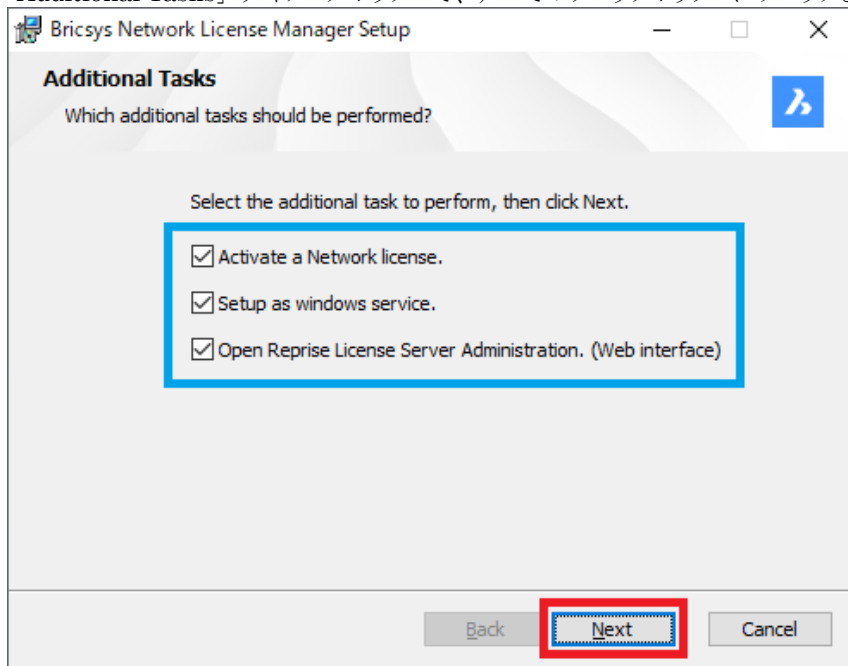 Bricsys Network License Manager Setup
Additional Tasks
Which additional tasks should be performed?
Select the additional task to perform, then click Next.
Activate a Network license.
Setup as windows service.
Open Reprise License Server Administration. (Web interface)
Back
Next
Cancel